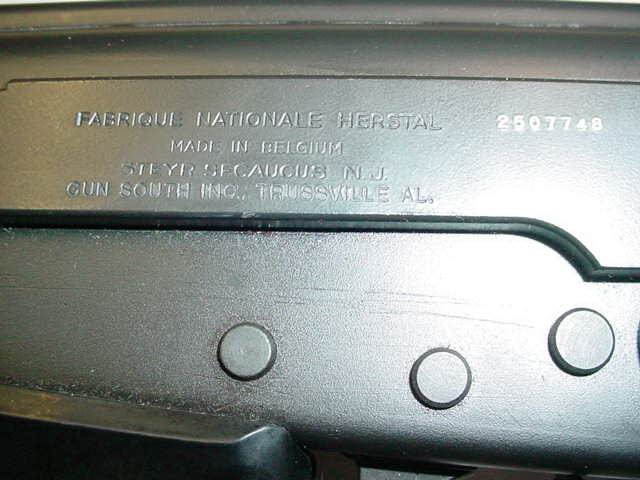 FABRIQUE NATIONALE HERSTAL 2507748
MADE IN BELGIUM
STEYR SECAUCUS N.J.
GUN SOUTH INC., TRUSSVILLE AL.